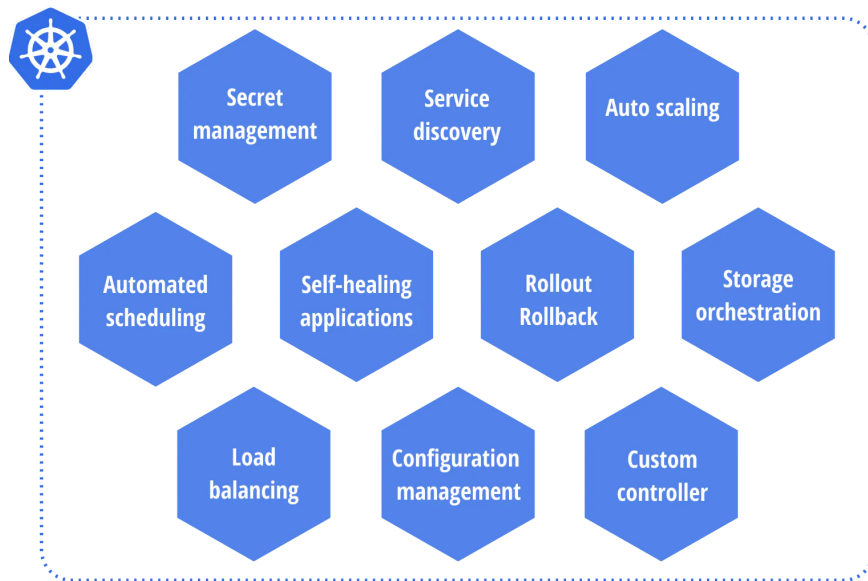 Secret
management
Service
discovery
Auto scaling
Automated
scheduling
Self-healing
applications
Rollout
Rollback
Storage
orchestration
Load
balancing
Configuration
management
Custom
controller